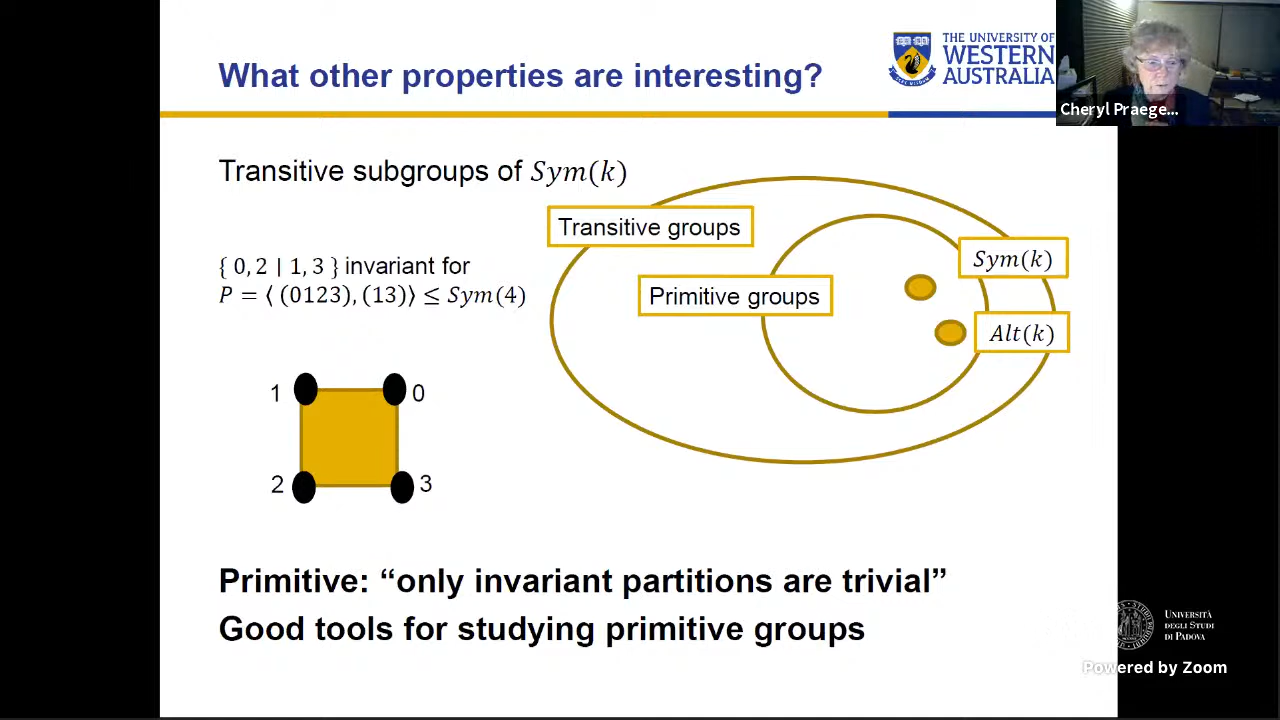 What other properties are interesting?
THE UNIVERSITY OF
WESTERN
AUSTRALIA
Cheryl Praege...
Transitive subgroups of Sym(k)
Transitive groups
Sym(k)
{ 0, 2 | 1, 3 } invariant for
P = ⟨ (0123), (13)⟩ ≤ Sym(4)
Primitive groups
Alt(k)
1
0
2
3
Primitive: “only invariant partitions are trivial”
Good tools for studying primitive groups
UNIVERSITÀ
DEGLI STUDI
DI PADOVA
Powered by Zoom